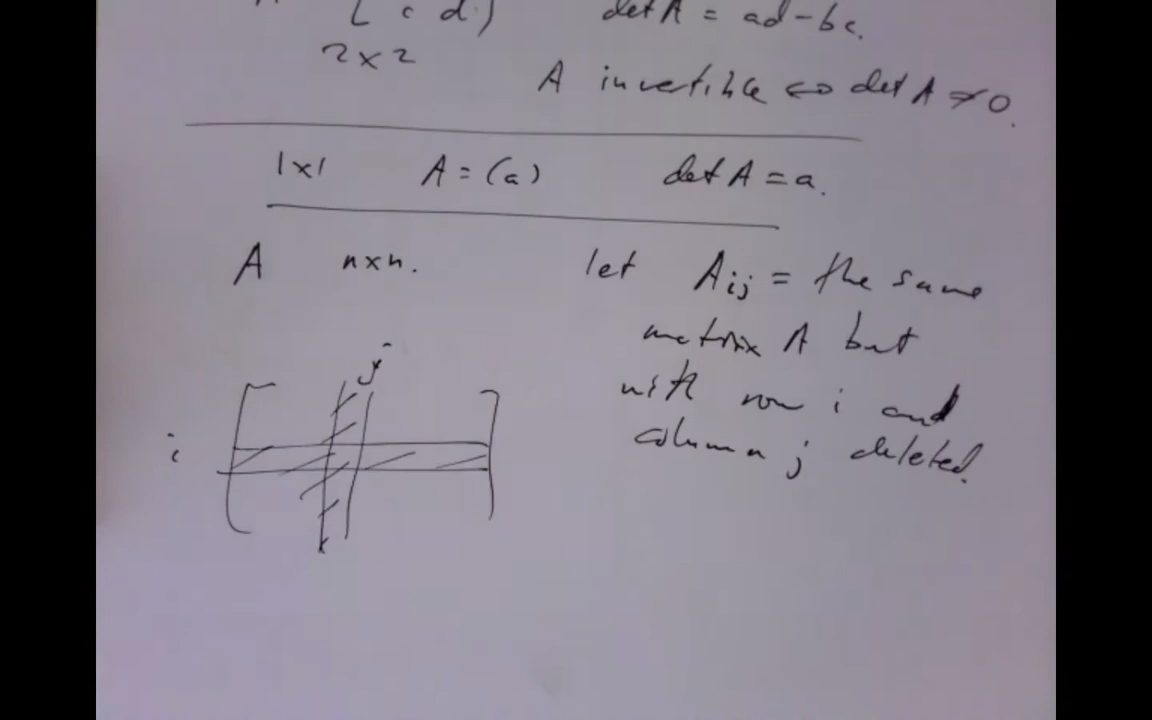 [ c d ] det A = ad - bc.
2x2
A invertible <=> det A ≠ 0.
1x1 A = (a) det A = a.
A nxn. let A_ij = the same
matrix A but
with row i and
column j deleted.
j
i